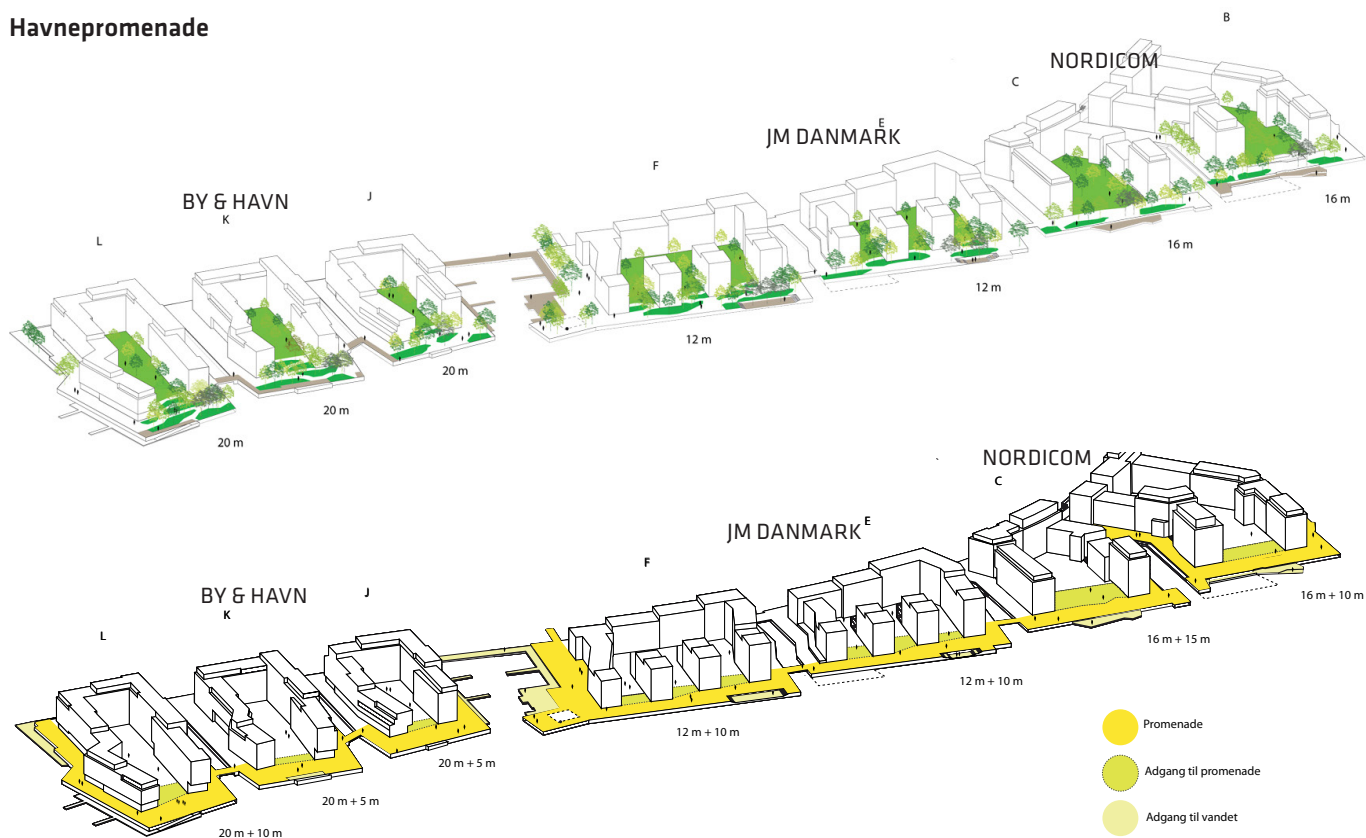 Havnepromenade
B
NORDICOM
C
E
JM DANMARK
F
J
BY & HAVN
K
L
16 m
16 m
12 m
12 m
20 m
20 m
20 m
NORDICOM
C
JM DANMARK E
F
BY & HAVN
J
K
L
16 m + 10 m
16 m + 15 m
12 m + 10 m
12 m + 10 m
20 m + 5 m
20 m + 5 m
20 m + 10 m
Promenade
Adgang til promenade
Adgang til vandet